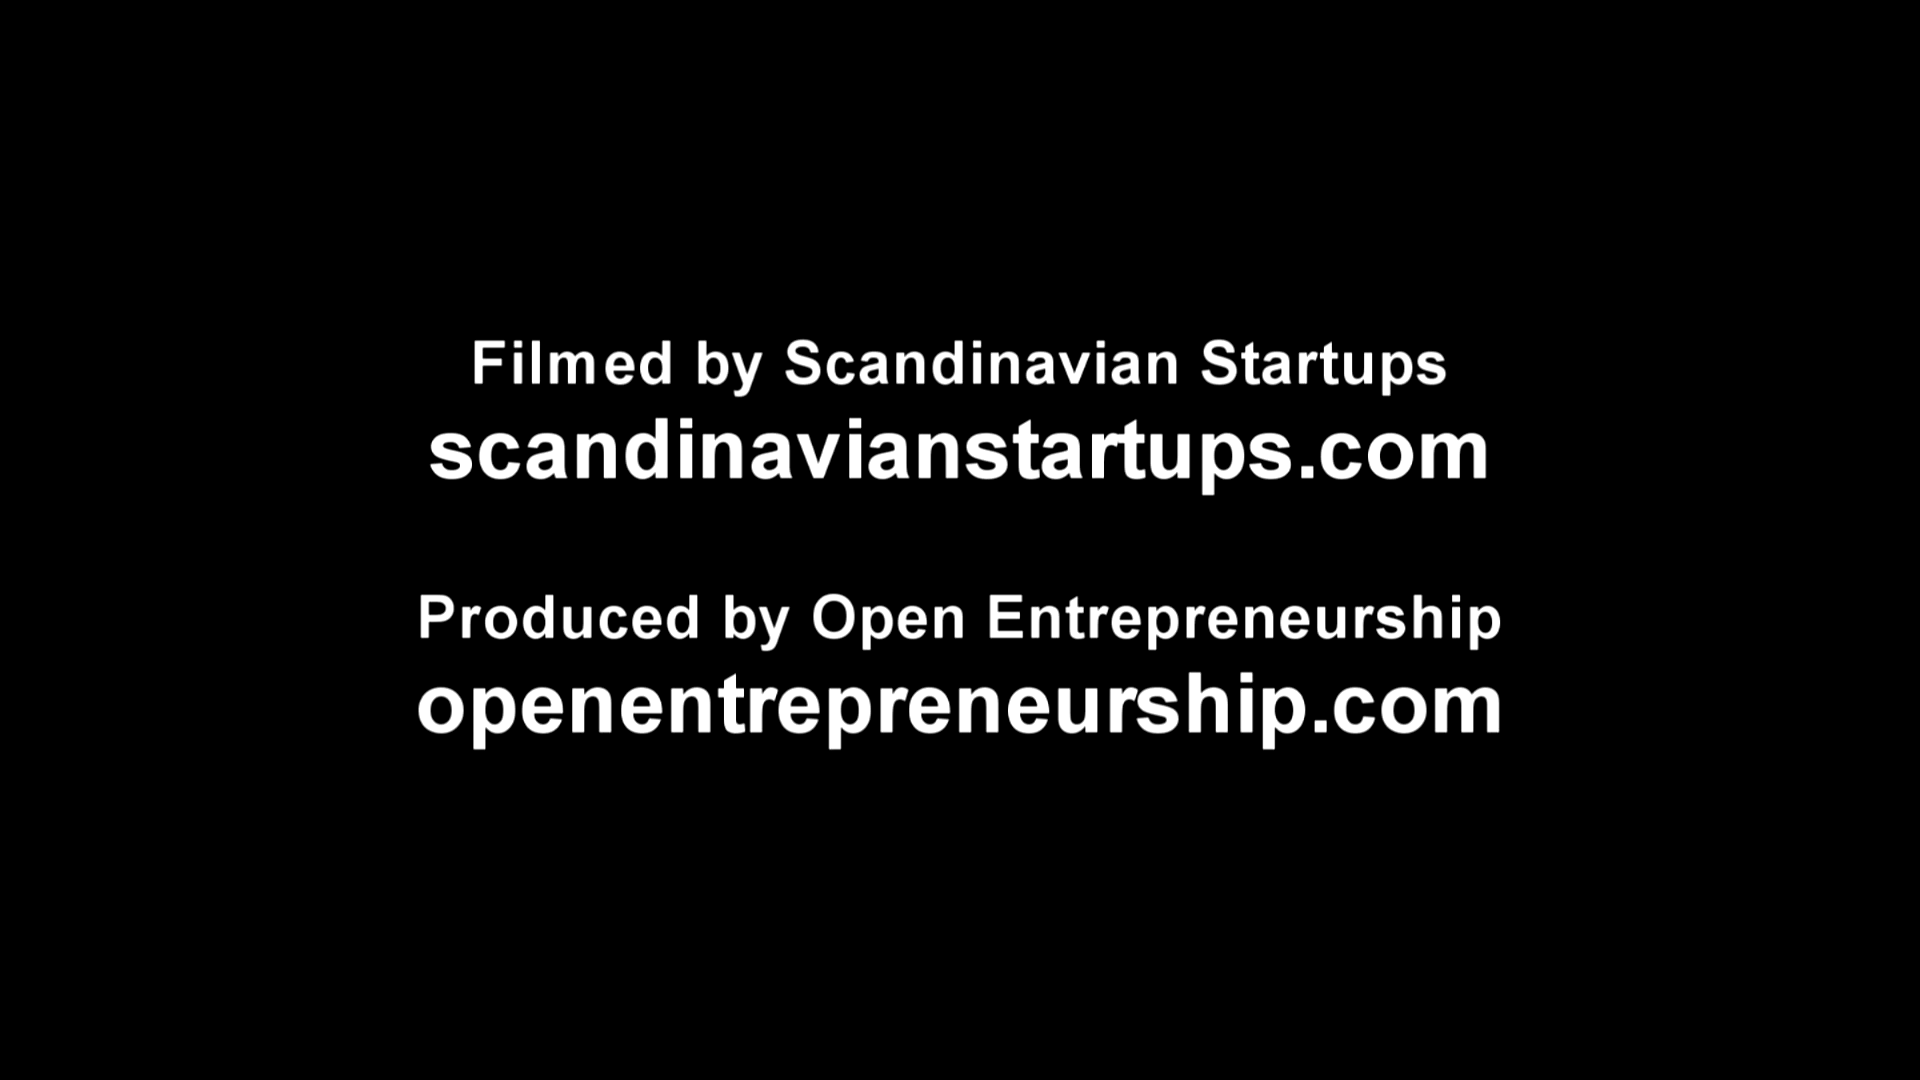 Filmed by Scandinavian Startups
scandinavianstartups.com
Produced by Open Entrepreneurship
openentrepreneurship.com